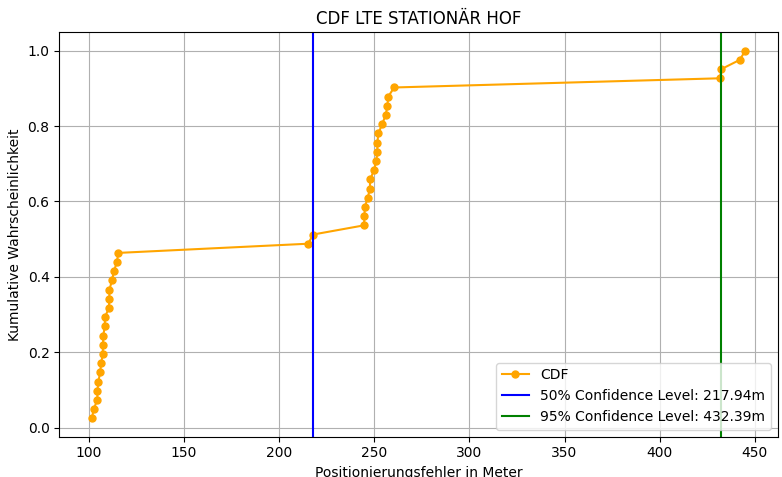 CDF LTE STATIONÄR HOF
Kumulative Wahrscheinlichkeit
1.0
0.8
0.6
0.4
0.2
0.0
CDF
50% Confidence Level: 217.94m
95% Confidence Level: 432.39m
100 150 200 250 300 350 400 450
Positionierungsfehler in Meter